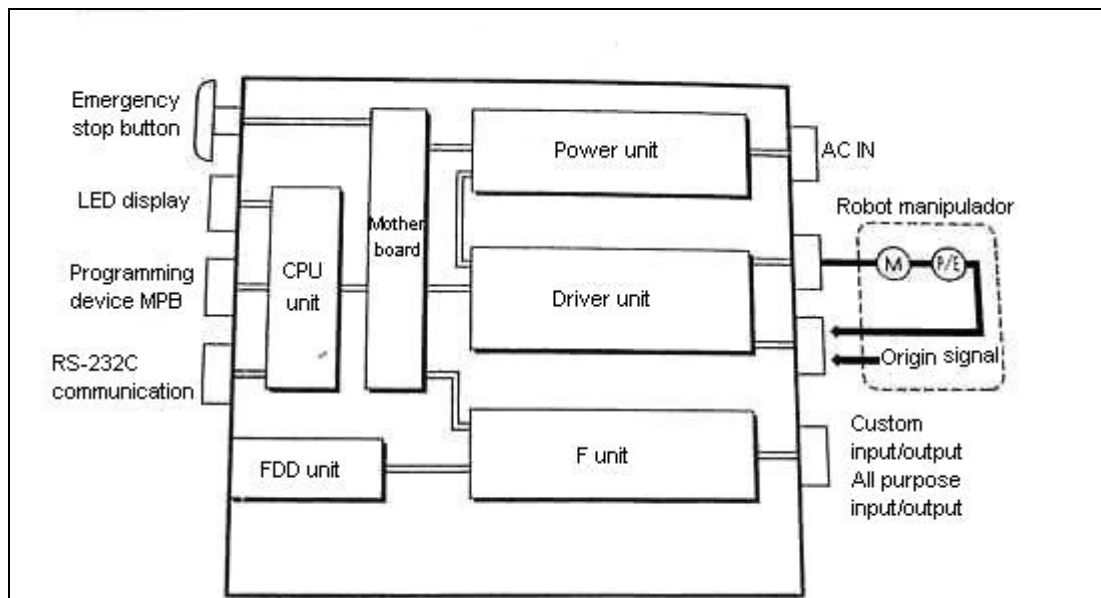 Emergency
stop button
LED display
Programming
device MPB
RS-232C
communication
CPU
unit
Mother
board
FDD unit
Power unit
Driver unit
F unit
AC IN
Robot manipulador
M
P/E
Origin signal
Custom
input/output
All purpose
input/output